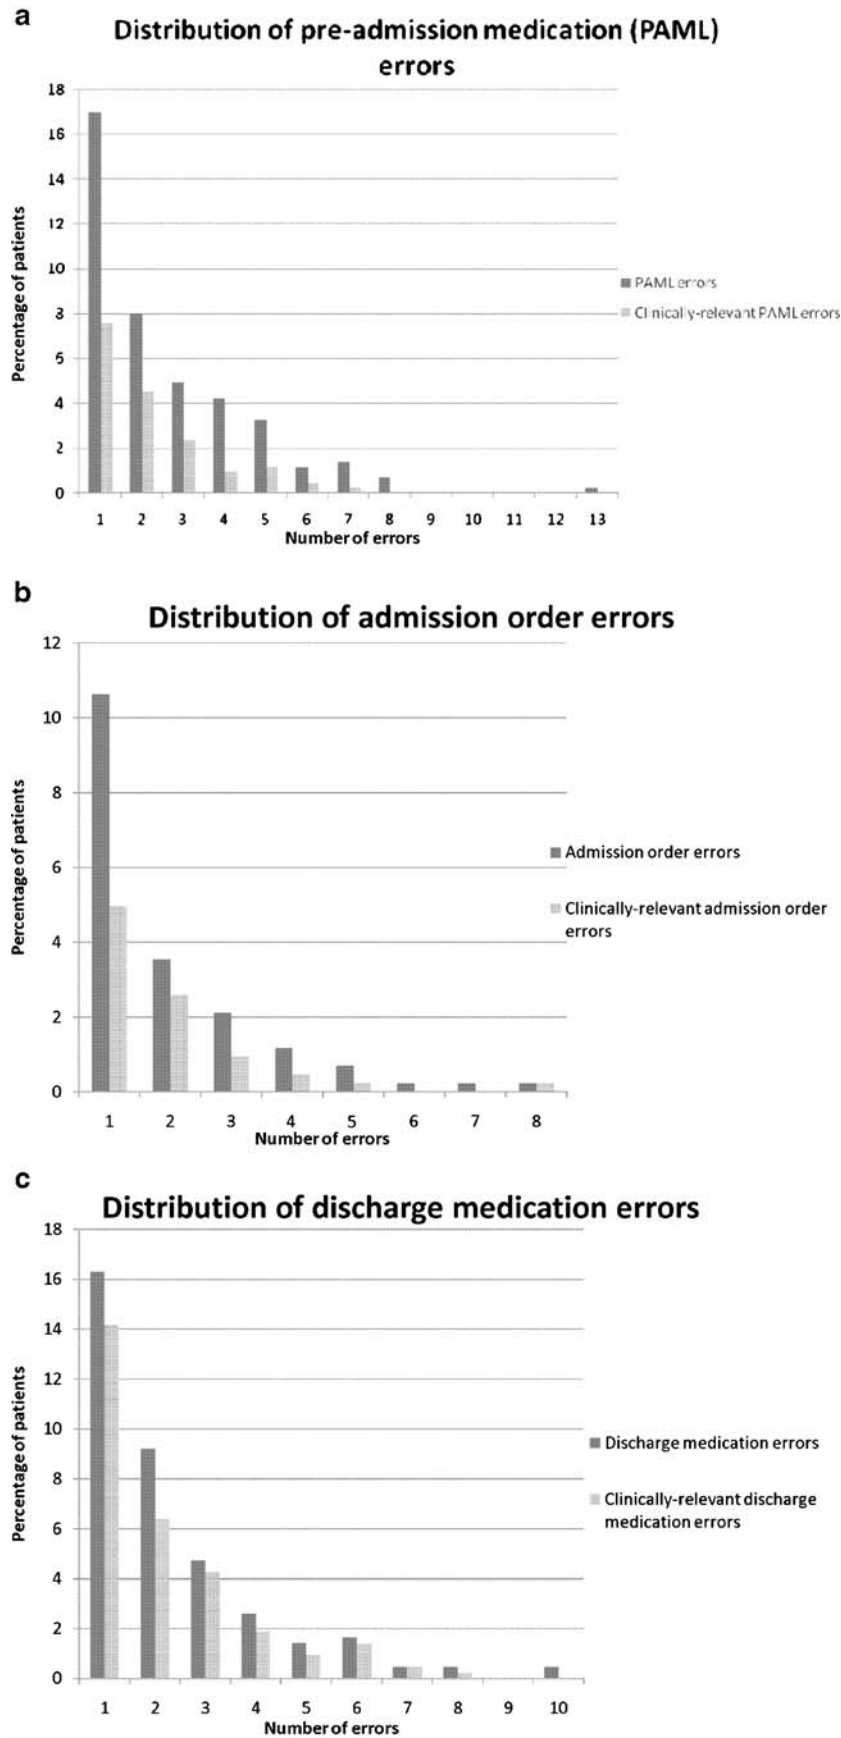 a
Distribution of pre-admission medication (PAML)
errors
18
16
14
12
10
3
5
4
2
0
Percentage of patients
1 2 3 4 5 6 7 8 9 10 11 12 13
Number of errors
PAML errors
Clinically-relevant PAML errors
b
Distribution of admission order errors
12
10
8
6
4
2
0
Percentage of patients
1 2 3 4 5 6 7 8
Number of errors
Admission order errors
Clinically-relevant admission order
errors
c
Distribution of discharge medication errors
18
16
14
12
10
8
6
4
2
0
Percentage of patients
1 2 3 4 5 6 7 8 9 10
Number of errors
Discharge medication errors
Clinically-relevant discharge
medication errors